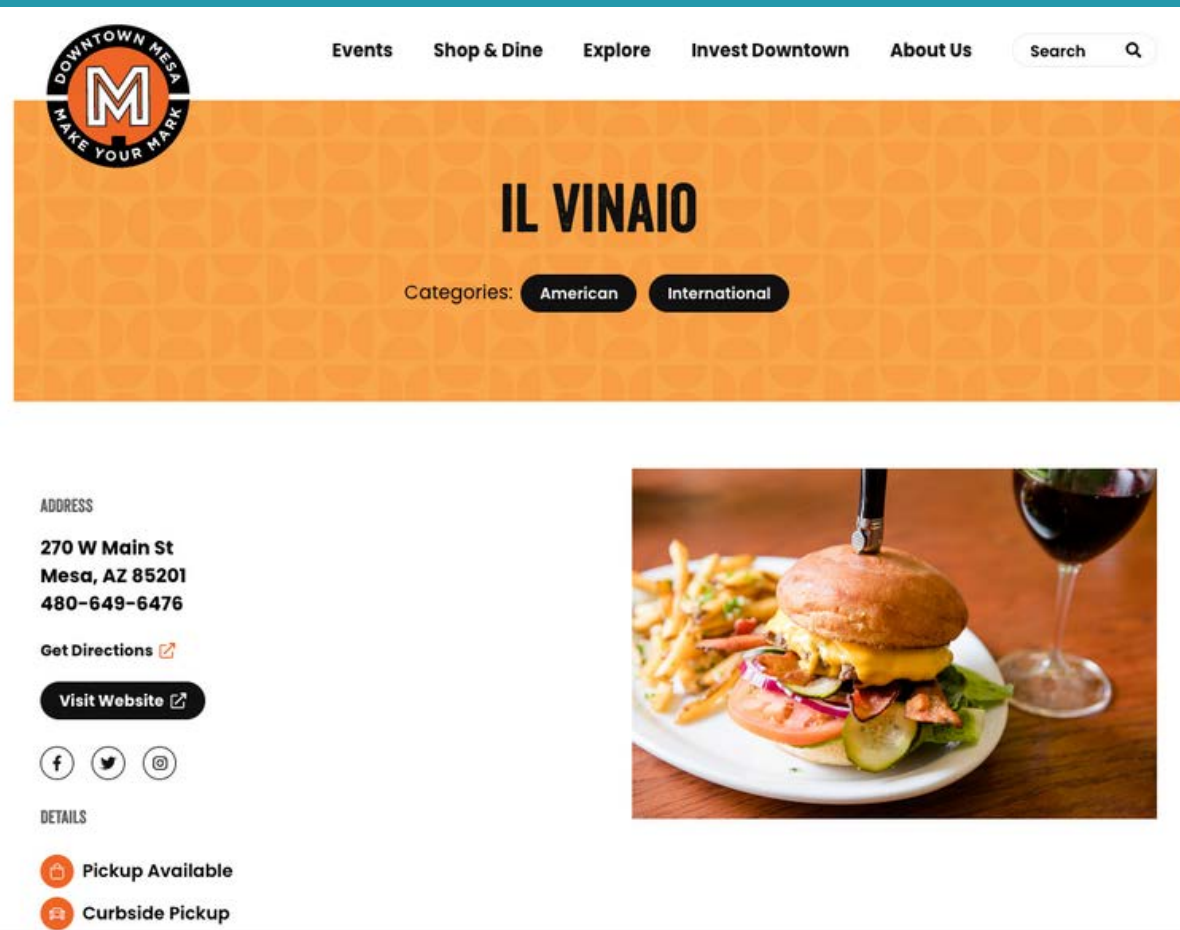 DOWNTOWN MESA
M
MAKE YOUR MARK
Events Shop & Dine Explore Invest Downtown About Us Search
IL VINAIO
Categories: American International
ADDRESS
270 W Main St
Mesa, AZ 85201
480-649-6476
Get Directions
Visit Website
DETAILS
Pickup Available
Curbside Pickup